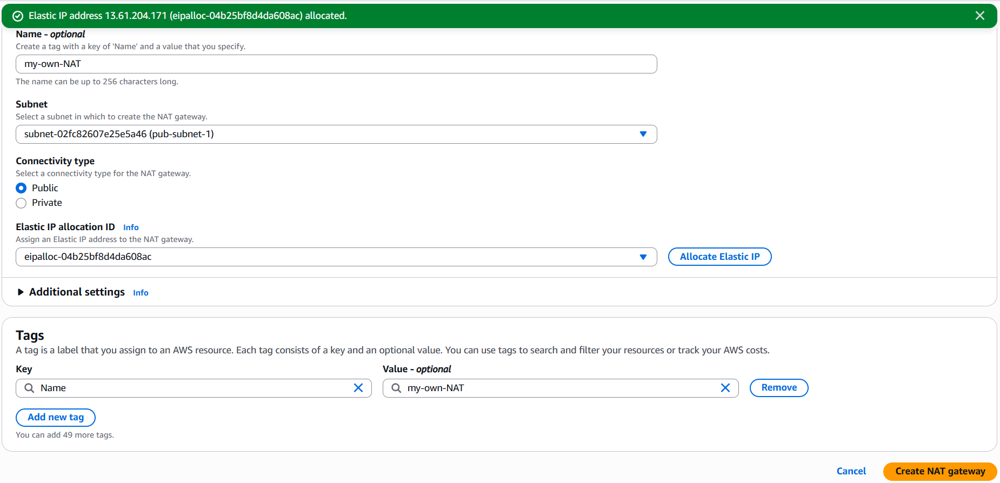 Elastic IP address 13.61.204.171 (eipalloc-04b25bf8d4da608ac) allocated.
Name - optional
Create a tag with a key of 'Name' and a value that you specify.
my-own-NAT
The name can be up to 256 characters long.
Subnet
Select a subnet in which to create the NAT gateway.
subnet-02fc82607e25e5a46 (pub-subnet-1)
Connectivity type
Select a connectivity type for the NAT gateway.
Public
Private
Elastic IP allocation ID Info
Assign an Elastic IP address to the NAT gateway.
eipalloc-04b25bf8d4da608ac
Allocate Elastic IP
Additional settings Info
Tags
A tag is a label that you assign to an AWS resource. Each tag consists of a key and an optional value. You can use tags to search and filter your resources or track your AWS costs.
Key Value - optional
Name my-own-NAT Remove
Add new tag
You can add 49 more tags.
Cancel Create NAT gateway